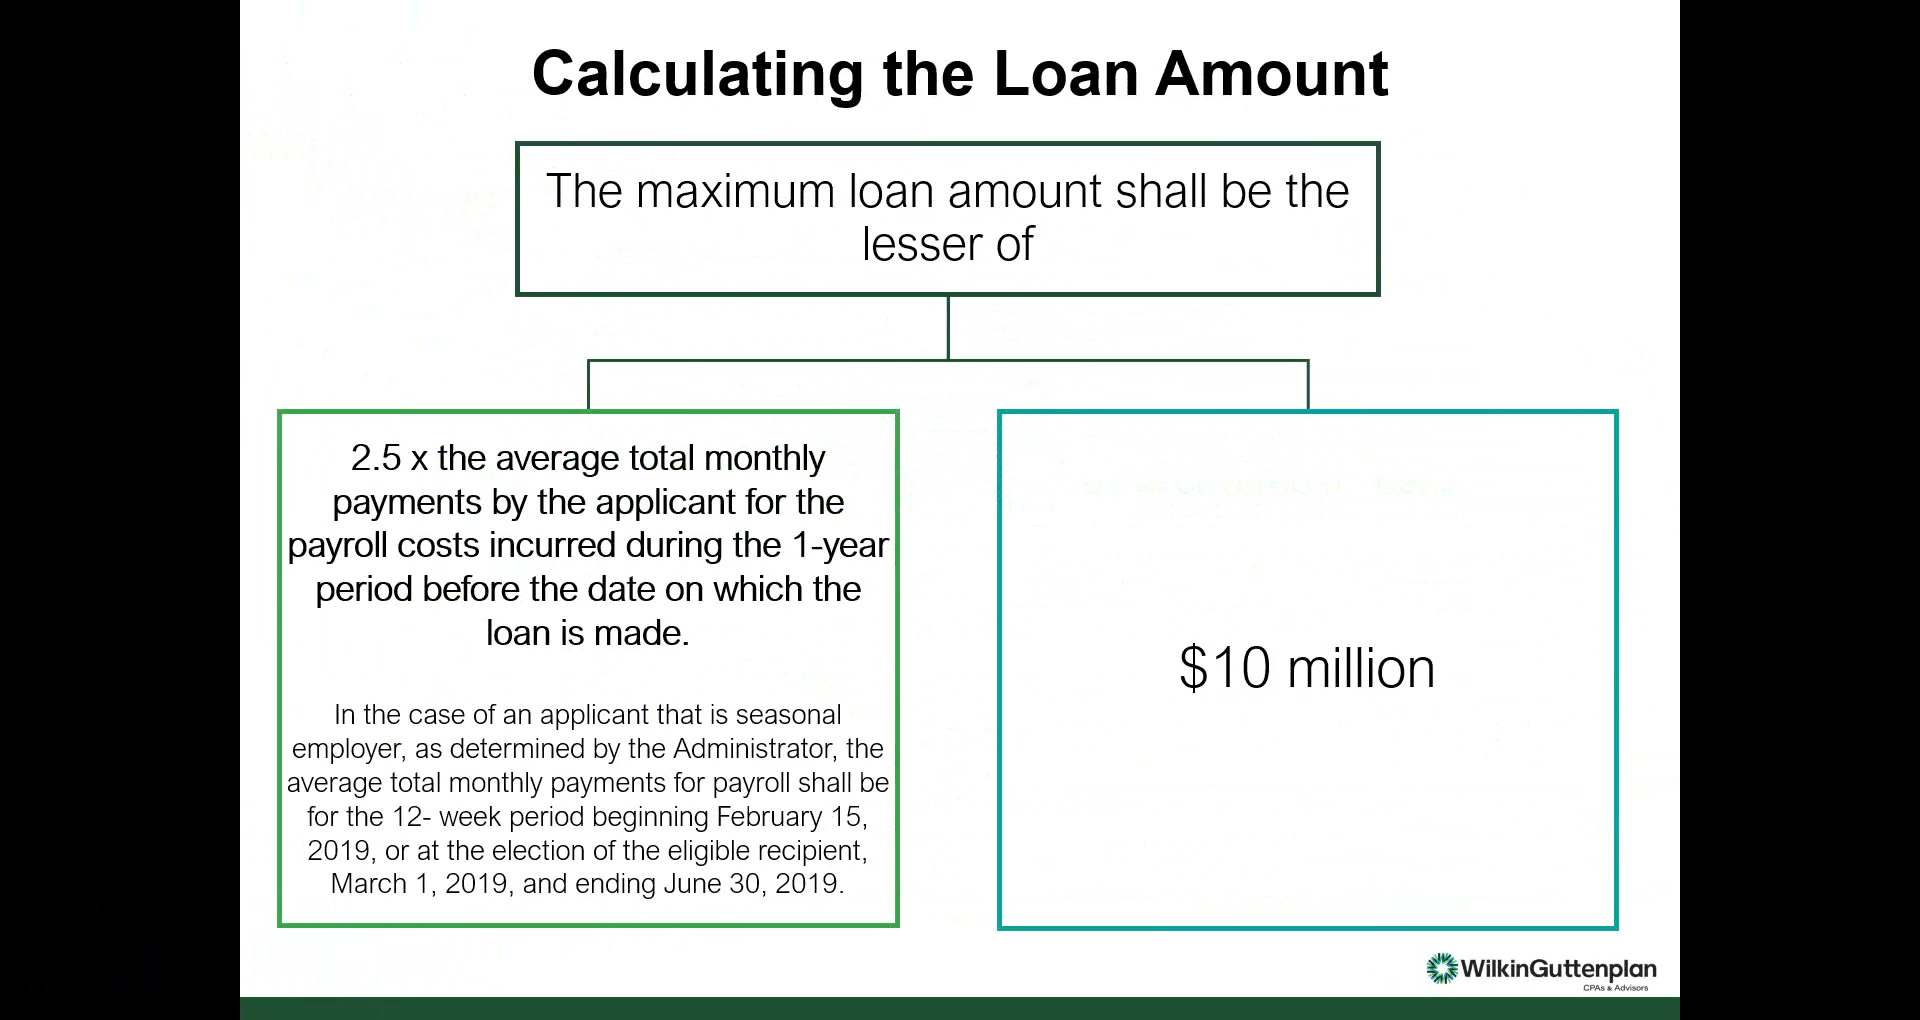 Calculating the Loan Amount
The maximum loan amount shall be the
lesser of
2.5 x the average total monthly
payments by the applicant for the
payroll costs incurred during the 1-year
period before the date on which the
loan is made.
In the case of an applicant that is seasonal
employer, as determined by the Administrator, the
average total monthly payments for payroll shall be
for the 12- week period beginning February 15,
2019, or at the election of the eligible recipient,
March 1, 2019, and ending June 30, 2019.
$10 million
WilkinGuttenplan
CPAs & Advisors